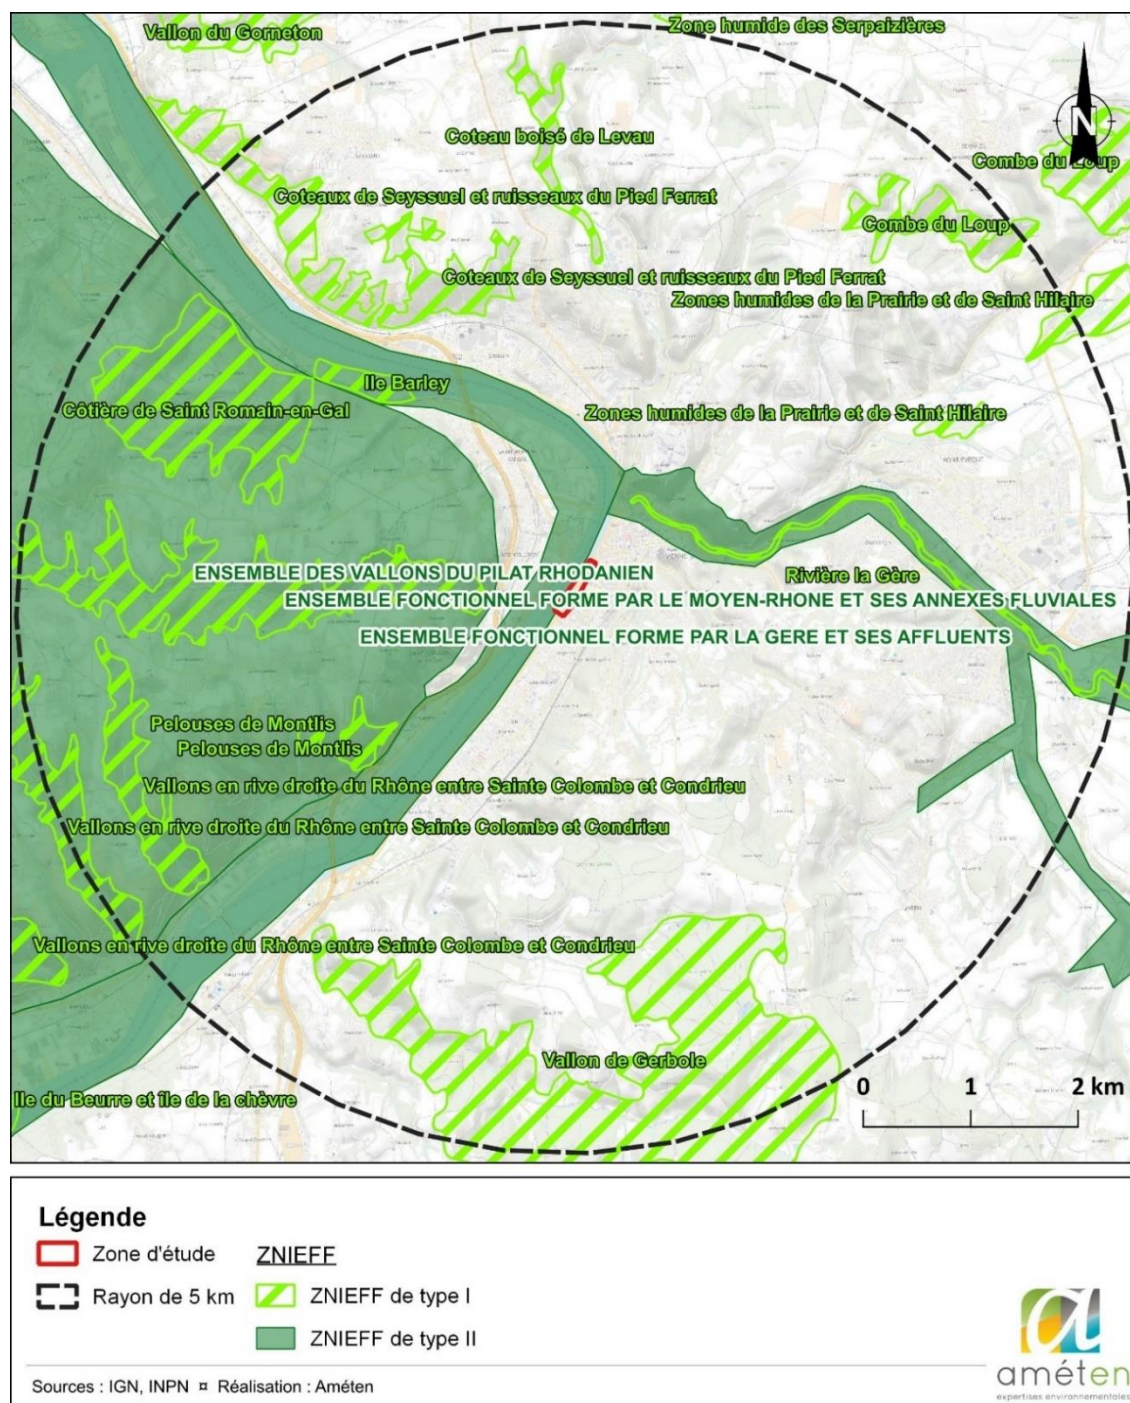 Vallon du Gorneton
Zone humide des Serpaizières
N
Coteau boisé de Levau
Combe du Loup
Coteaux de Seyssuel et ruisseaux du Pied Ferrat
Combe du Loup
Coteaux de Seyssuel et ruisseaux du Pied Ferrat
Zones humides de la Prairie et de Saint Hilaire
Ile Barley
Côtière de Saint Romain-en-Gal
Zones humides de la Prairie et de Saint Hilaire
ENSEMBLE DES VALLONS DU PILAT RHODANIEN
Rivière la Gère
ENSEMBLE FONCTIONNEL FORME PAR LE MOYEN-RHONE ET SES ANNEXES FLUVIALES
ENSEMBLE FONCTIONNEL FORME PAR LA GERE ET SES AFFLUENTS
Pelouses de Montlis
Pelouses de Montlis
Vallons en rive droite du Rhône entre Sainte Colombe et Condrieu
Vallons en rive droite du Rhône entre Sainte Colombe et Condrieu
Vallons en rive droite du Rhône entre Sainte Colombe et Condrieu
Vallon de Gerbole
Ile du Beurre et île de la chèvre
0 1 2 km
Légende
Zone d'étude
ZNIEFF
Rayon de 5 km
ZNIEFF de type I
ZNIEFF de type II
Sources : IGN, INPN ¤ Réalisation : Améten
a
améten
expertises environnementales